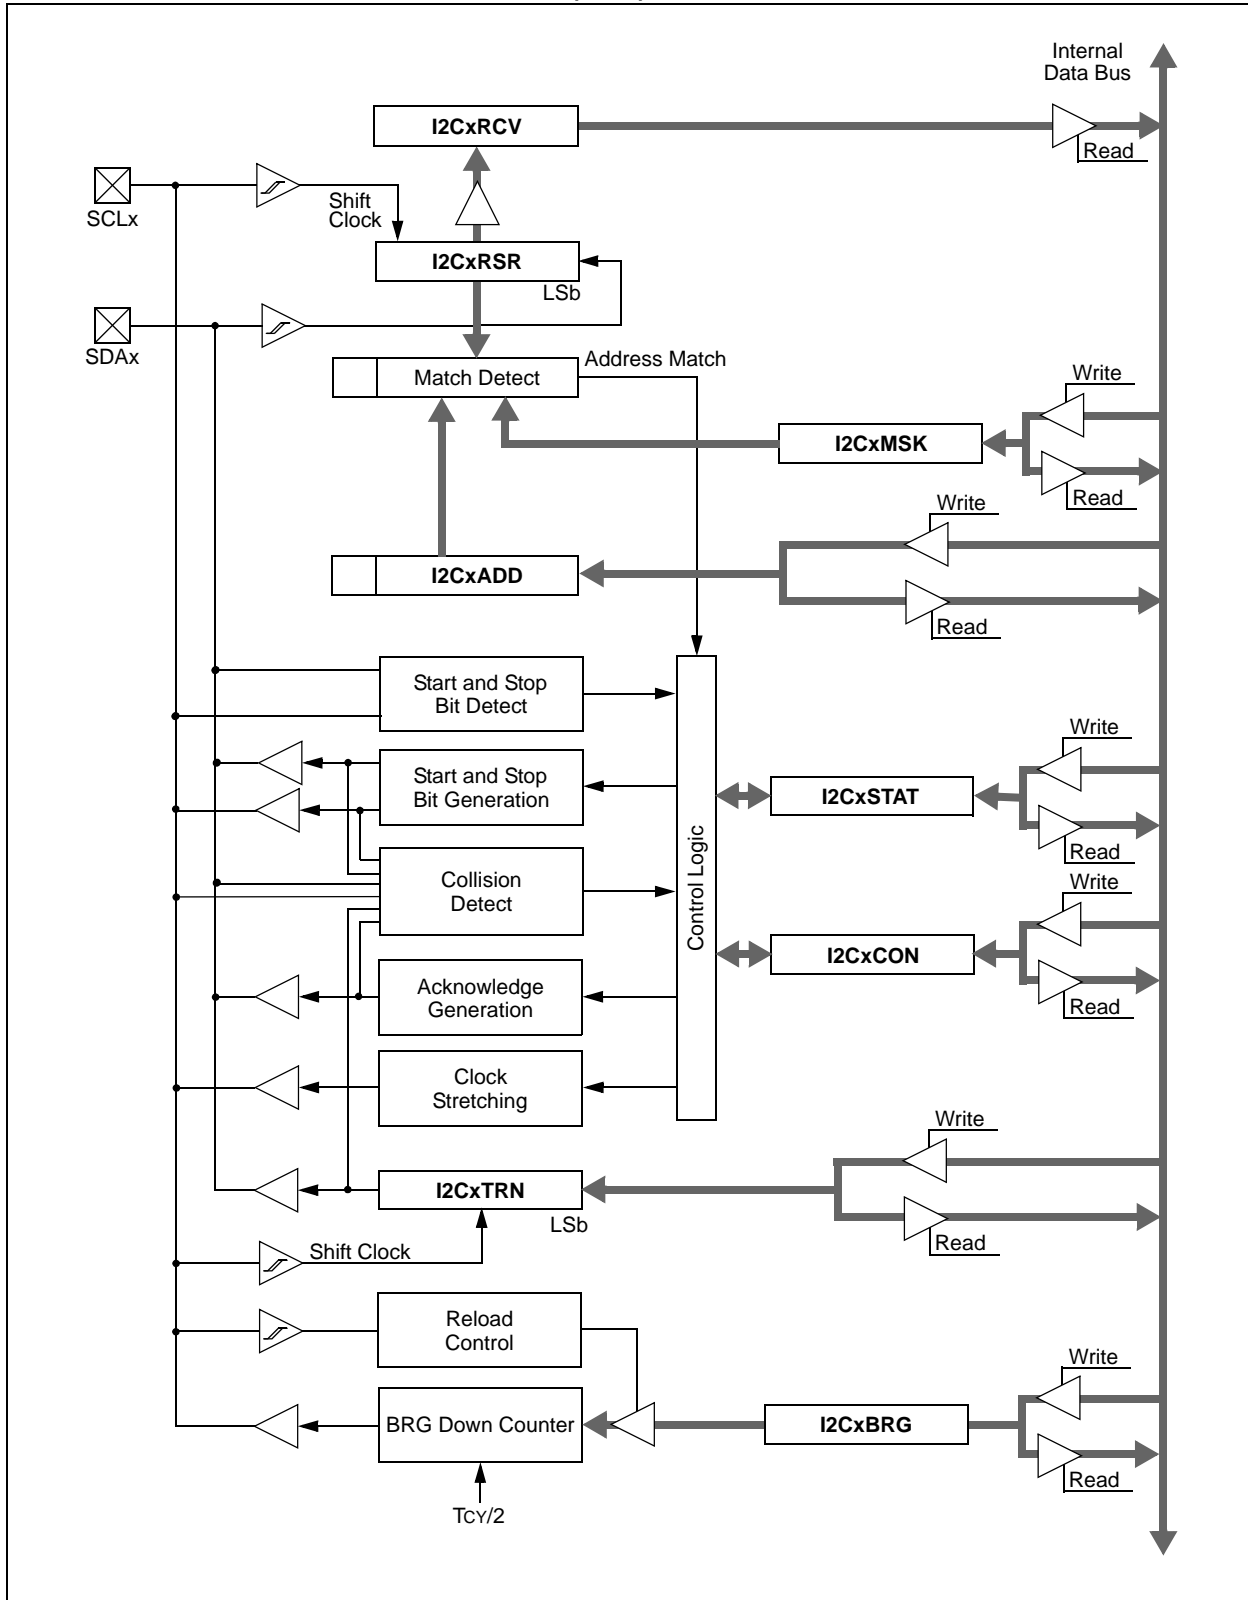 Internal
Data Bus
I2CxRCV
Read
SCLx
Shift
Clock
I2CxRSR
LSb
SDAx
Address Match
Match Detect
Write
I2CxMSK
Read
Write
I2CxADD
Read
Start and Stop
Bit Detect
Write
Start and Stop
Bit Generation
I2CxSTAT
Read
Control Logic
Collision
Detect
Write
I2CxCON
Read
Acknowledge
Generation
Clock
Stretching
Write
I2CxTRN
LSb
Read
Shift Clock
Reload
Control
Write
BRG Down Counter
I2CxBRG
Read
TCY/2